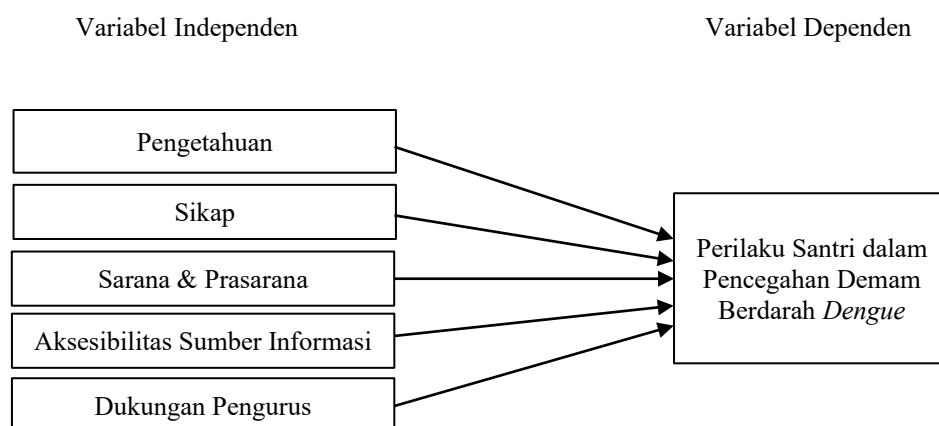 Variabel Independen
Variabel Dependen
Pengetahuan
Sikap
Sarana & Prasarana
Aksesibilitas Sumber Informasi
Dukungan Pengurus
Perilaku Santri dalam
Pencegahan Demam
Berdarah Dengue